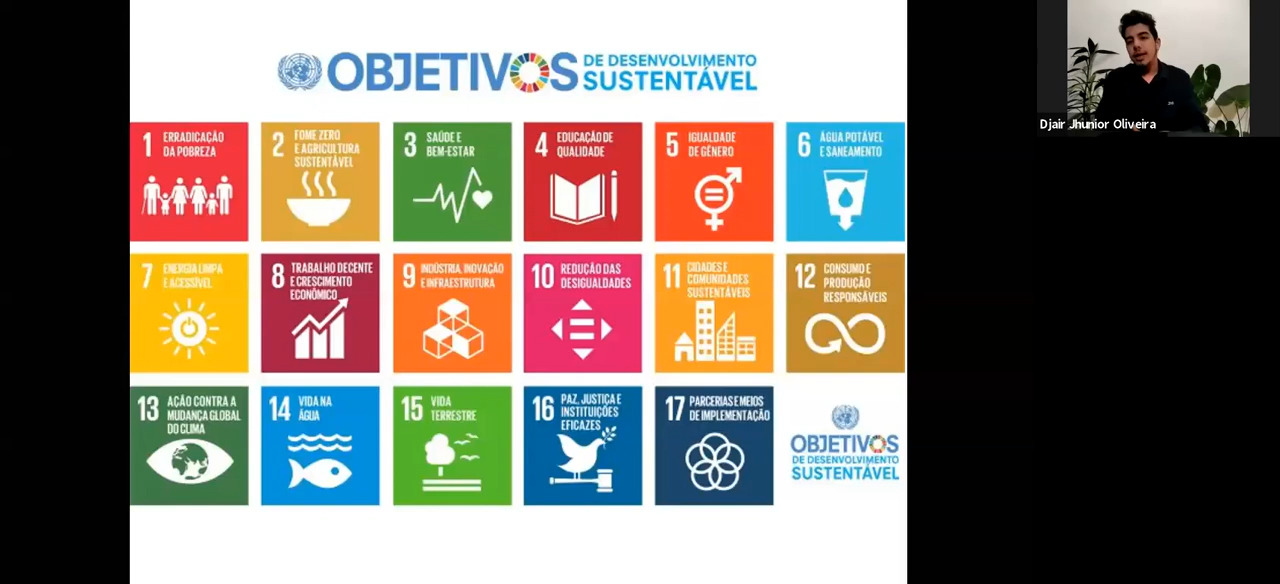 OBJETIVOS
DE DESENVOLVIMENTO
SUSTENTÁVEL
Djair Jhunior Oliveira
1 ERRADICAÇÃO
DA POBREZA
2 FOME ZERO
E AGRICULTURA
SUSTENTÁVEL
3 SAÚDE E
BEM-ESTAR
4 EDUCAÇÃO DE
QUALIDADE
5 IGUALDADE
DE GÊNERO
6 ÁGUA POTÁVEL
E SANEAMENTO
7 ENERGIA LIMPA
E ACESSÍVEL
8 TRABALHO DECENTE
E CRESCIMENTO
ECONÔMICO
9 INDÚSTRIA, INOVAÇÃO
E INFRAESTRUTURA
10 REDUÇÃO DAS
DESIGUALDADES
11 CIDADES E
COMUNIDADES
SUSTENTÁVEIS
12 CONSUMO E
PRODUÇÃO
RESPONSÁVEIS
13 AÇÃO CONTRA A
MUDANÇA GLOBAL
DO CLIMA
14 VIDA NA
ÁGUA
15 VIDA
TERRESTRE
16 PAZ, JUSTIÇA E
INSTITUIÇÕES
EFICAZES
17 PARCERIAS E MEIOS
DE IMPLEMENTAÇÃO
OBJETIVOS
DE DESENVOLVIMENTO
SUSTENTÁVEL